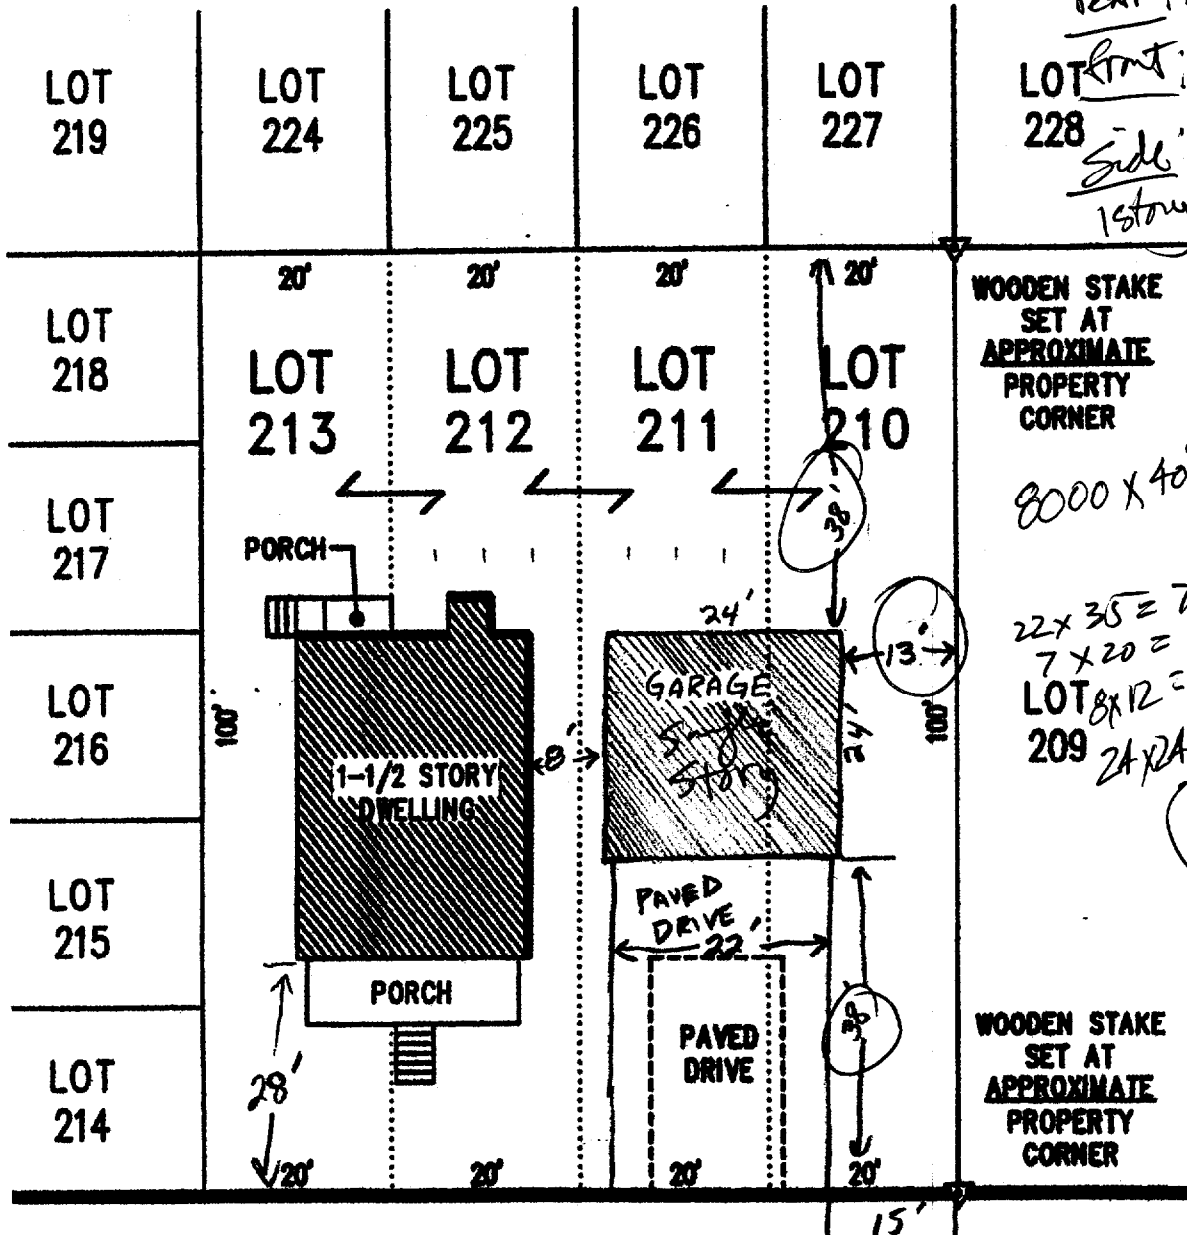 rear
front:
Side
1story
LOT 219
LOT 224
LOT 225
LOT 226
LOT 227
LOT 228
20'
20'
20'
20'
WOODEN STAKE
SET AT
APPROXIMATE
PROPERTY
CORNER
LOT 218
LOT 213
LOT 212
LOT 211
LOT 210
8000 X 40
LOT 217
PORCH
38'
24'
13'
22 x 35 =
7 x 20 =
8x12 =
24x24
LOT 216
100'
1-1/2 STORY
DWELLING
8'
GARAGE
Single
Story
24'
100'
LOT 209
LOT 215
PAVED
DRIVE
22'
PORCH
PAVED
DRIVE
38'
WOODEN STAKE
SET AT
APPROXIMATE
PROPERTY
CORNER
LOT 214
28'
20'
20'
20'
20'
15'